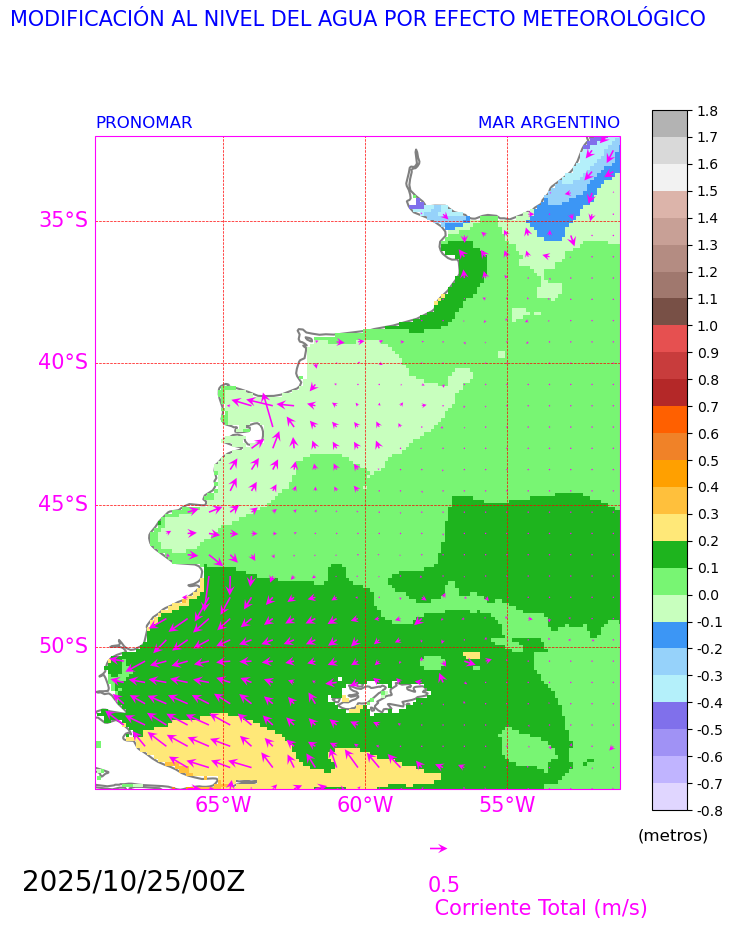 MODIFICACIÓN AL NIVEL DEL AGUA POR EFECTO METEOROLÓGICO
PRONOMAR
MAR ARGENTINO
35°S
40°S
45°S
50°S
65°W
60°W
55°W
1.8
1.7
1.6
1.5
1.4
1.3
1.2
1.1
1.0
0.9
0.8
0.7
0.6
0.5
0.4
0.3
0.2
0.1
0.0
-0.1
-0.2
-0.3
-0.4
-0.5
-0.6
-0.7
-0.8
(metros)
2025/10/25/00Z
0.5
Corriente Total (m/s)